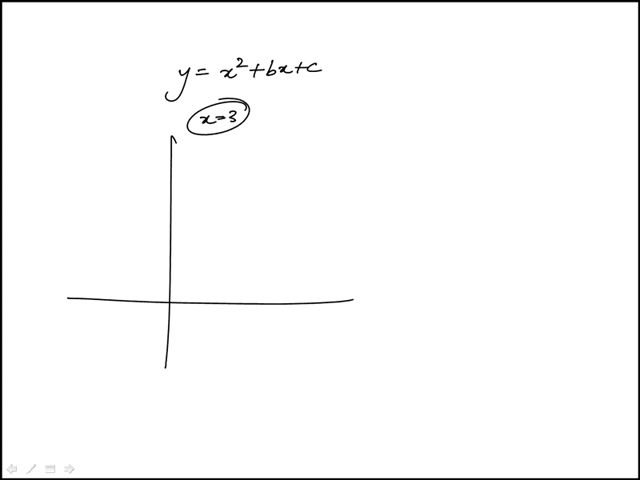 y = x² + bx + c
x = 3